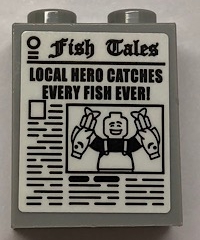 Fish Tales
LOCAL HERO CATCHES
EVERY FISH EVER!